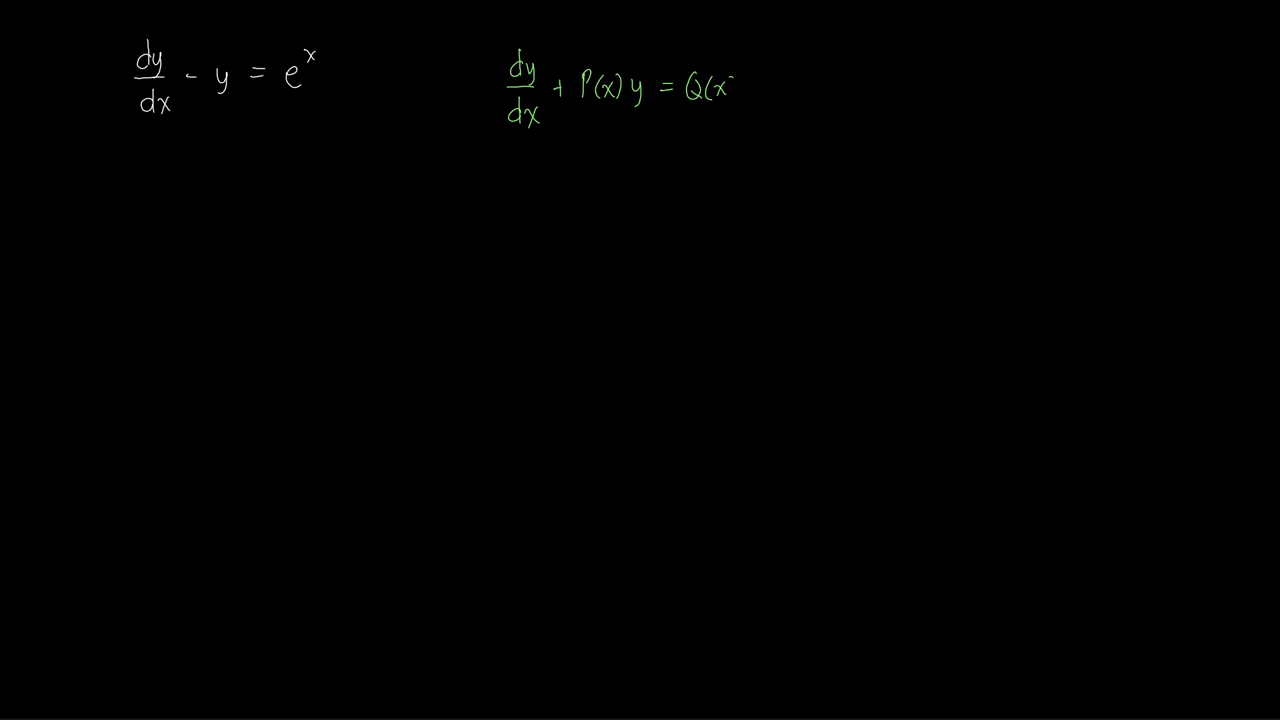 dy/dx - y = e^x
dy/dx + P(x) y = Q(x